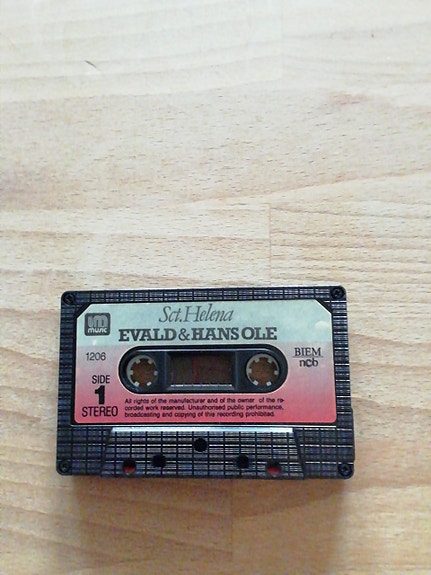 Sct. Helena
music
EVALD & HANS OLE
1206
BIEM
ncb
SIDE
1
STEREO
All rights of the manufacturer and of the owner of the re-
corded work reserved. Unauthorised public performance,
broadcasting and copying of this recording prohibited.